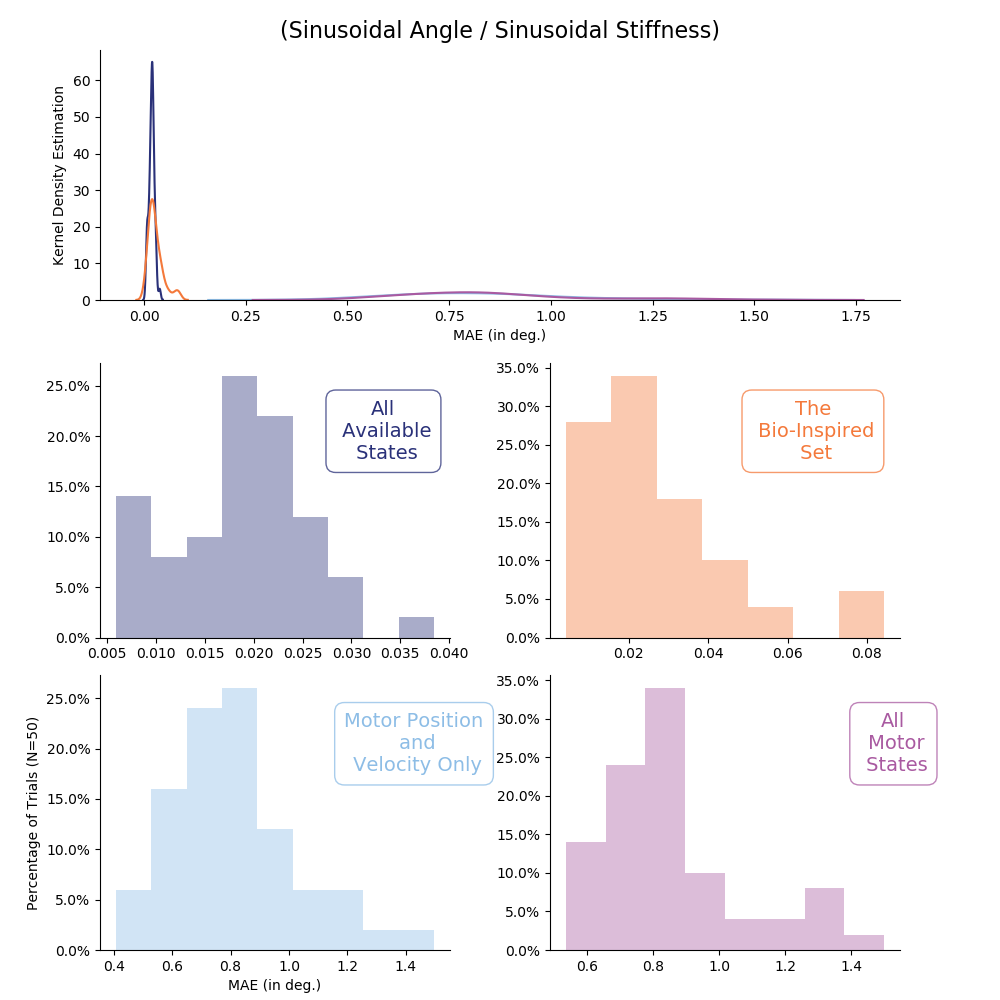 (Sinusoidal Angle / Sinusoidal Stiffness)
Kernel Density Estimation
60
50
40
30
20
10
0
0.00 0.25 0.50 0.75 1.00 1.25 1.50 1.75
MAE (in deg.)
25.0%
20.0%
15.0%
10.0%
5.0%
0.0%
0.005 0.010 0.015 0.020 0.025 0.030 0.035 0.040
All
Available
States
35.0%
30.0%
25.0%
20.0%
15.0%
10.0%
5.0%
0.0%
0.02 0.04 0.06 0.08
The
Bio-Inspired
Set
Percentage of Trials (N=50)
25.0%
20.0%
15.0%
10.0%
5.0%
0.0%
0.4 0.6 0.8 1.0 1.2 1.4
MAE (in deg.)
Motor Position
and
Velocity Only
35.0%
30.0%
25.0%
20.0%
15.0%
10.0%
5.0%
0.0%
0.6 0.8 1.0 1.2 1.4
All
Motor
States